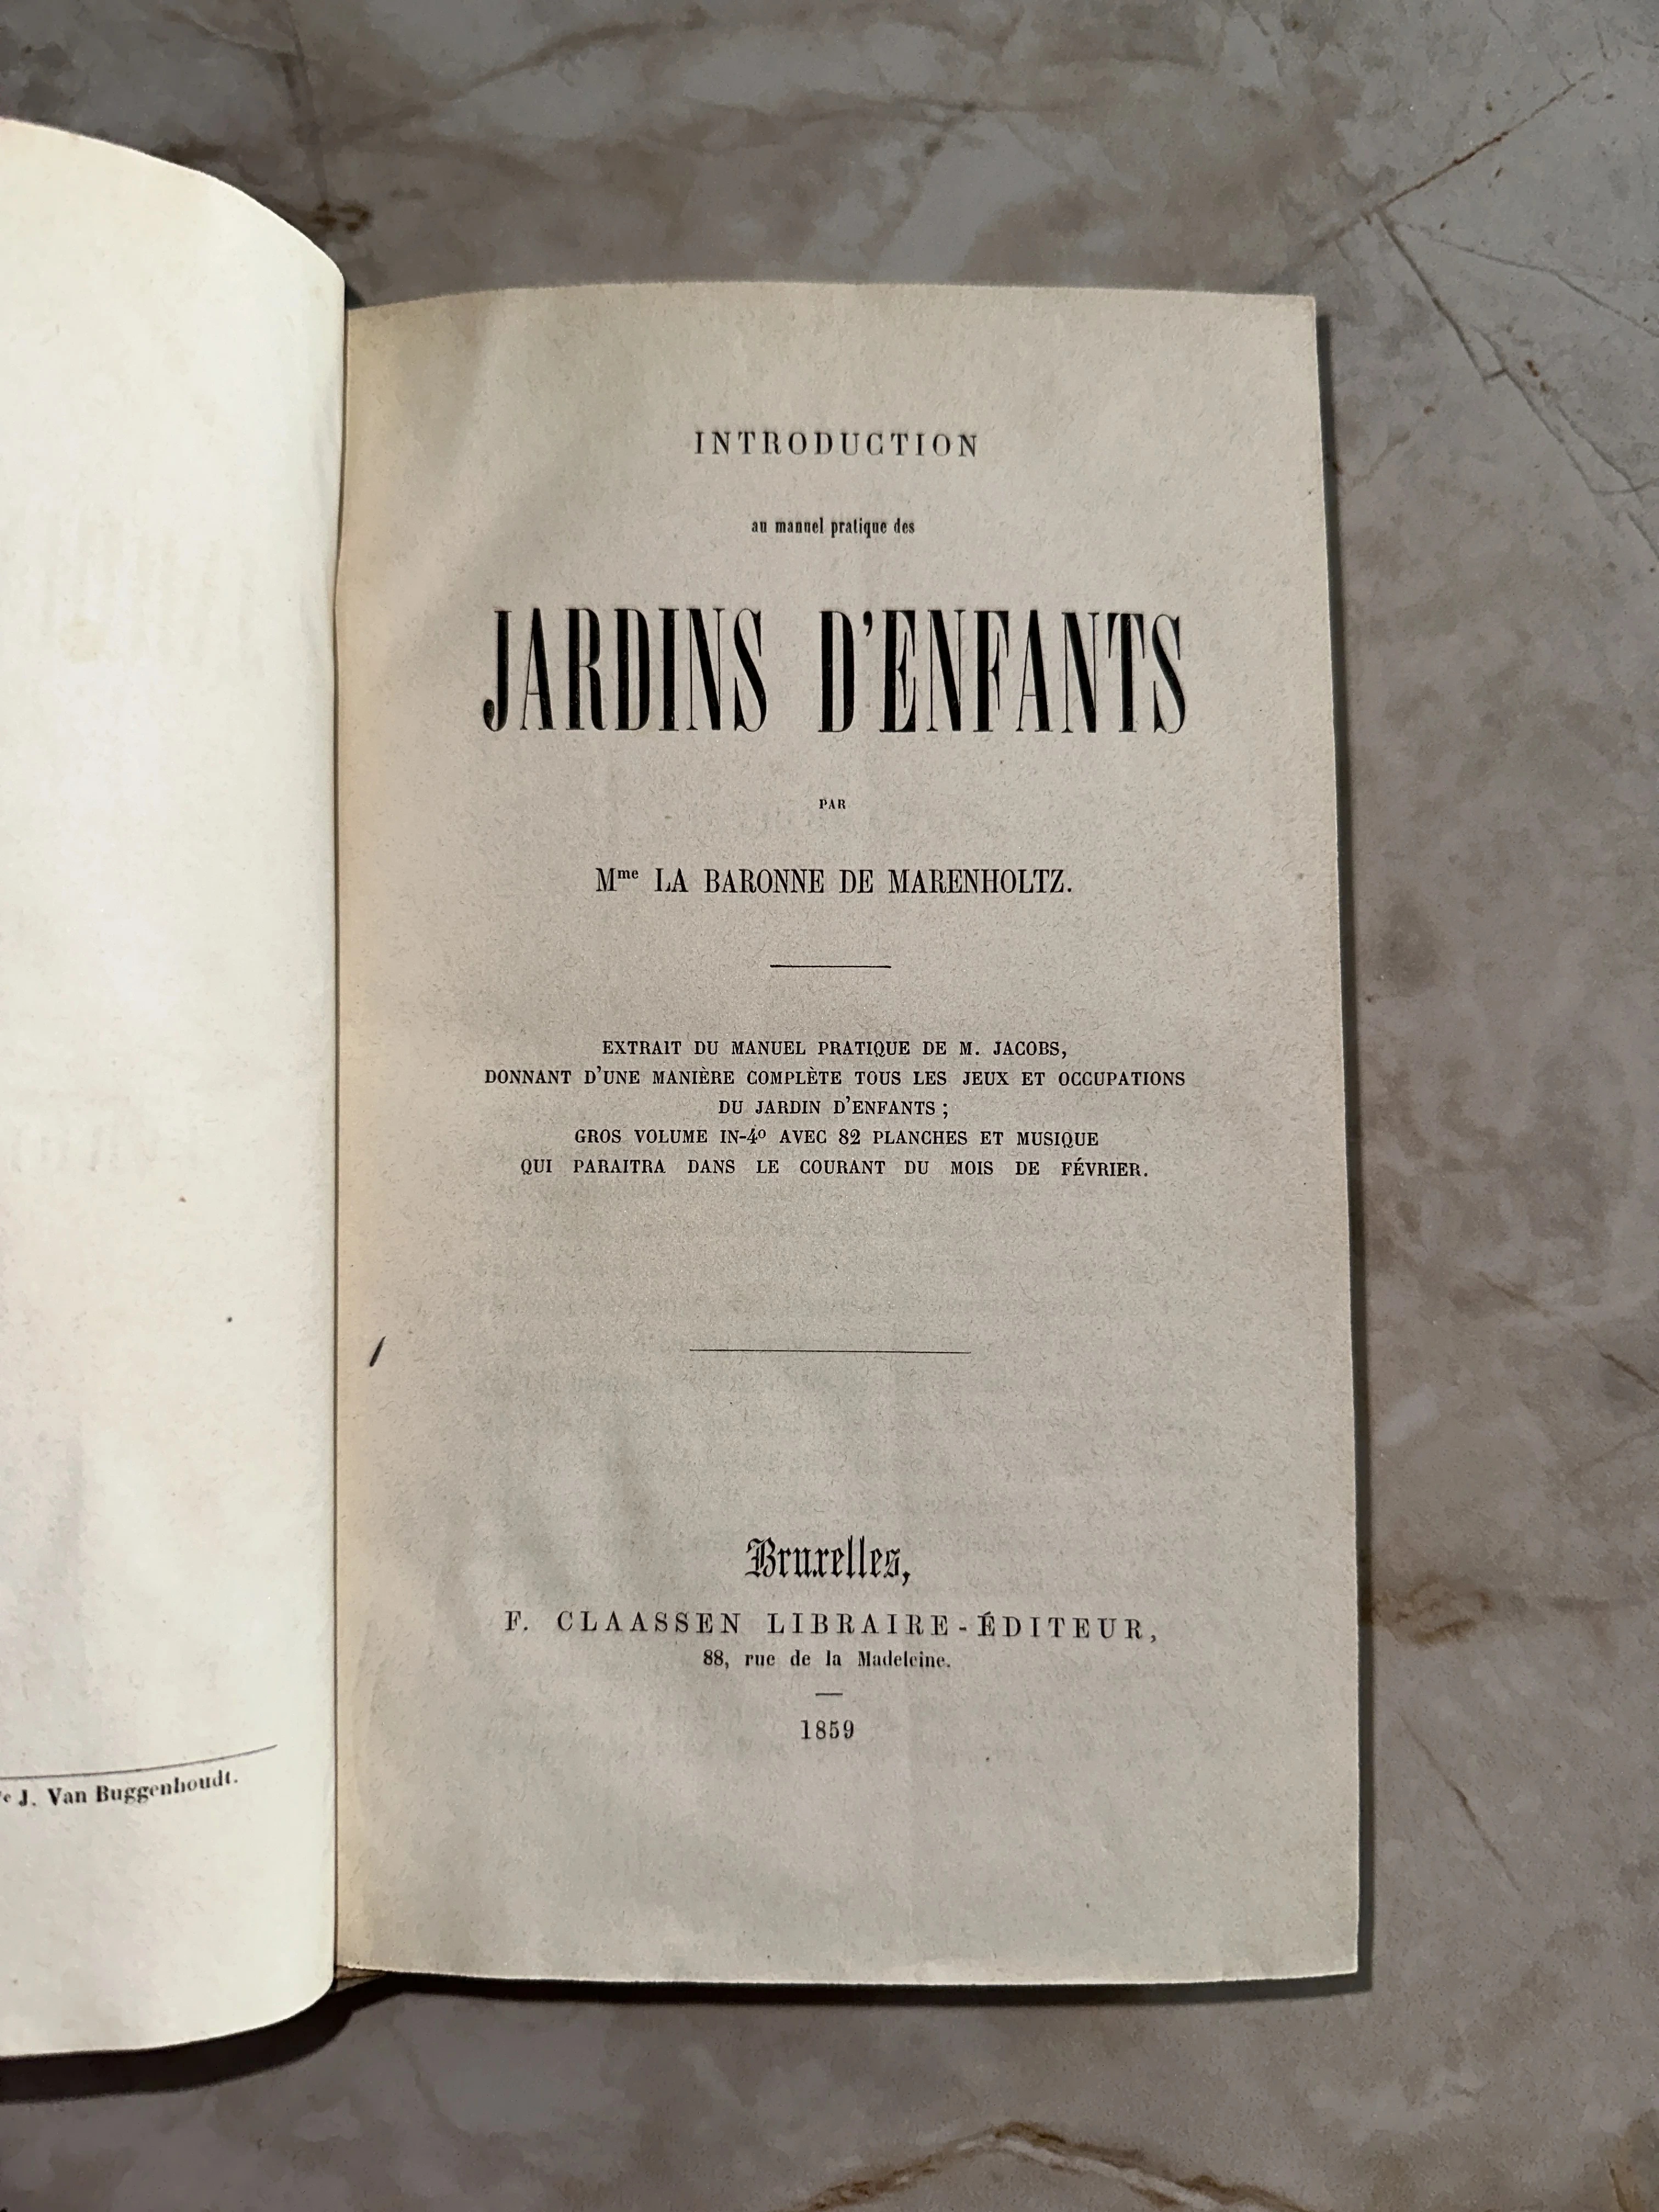 J. Van Buggenhoudt.
INTRODUCTION
au manuel pratique des
JARDINS D'ENFANTS
PAR
Mme LA BARONNE DE MARENHOLTZ.
EXTRAIT DU MANUEL PRATIQUE DE M. JACOBS,
DONNANT D'UNE MANIÈRE COMPLÈTE TOUS LES JEUX ET OCCUPATIONS
DU JARDIN D'ENFANTS ;
GROS VOLUME IN-4o AVEC 82 PLANCHES ET MUSIQUE
QUI PARAITRA DANS LE COURANT DU MOIS DE FÉVRIER.
Bruxelles,
F. CLAASSEN LIBRAIRE-ÉDITEUR,
88, rue de la Madeleine.
1859